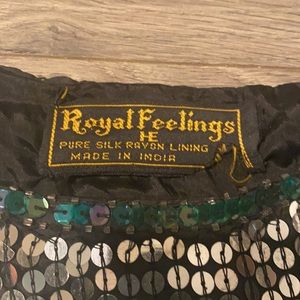 Royal Feelings
HE
PURE SILK RAYON LINING
MADE IN INDIA